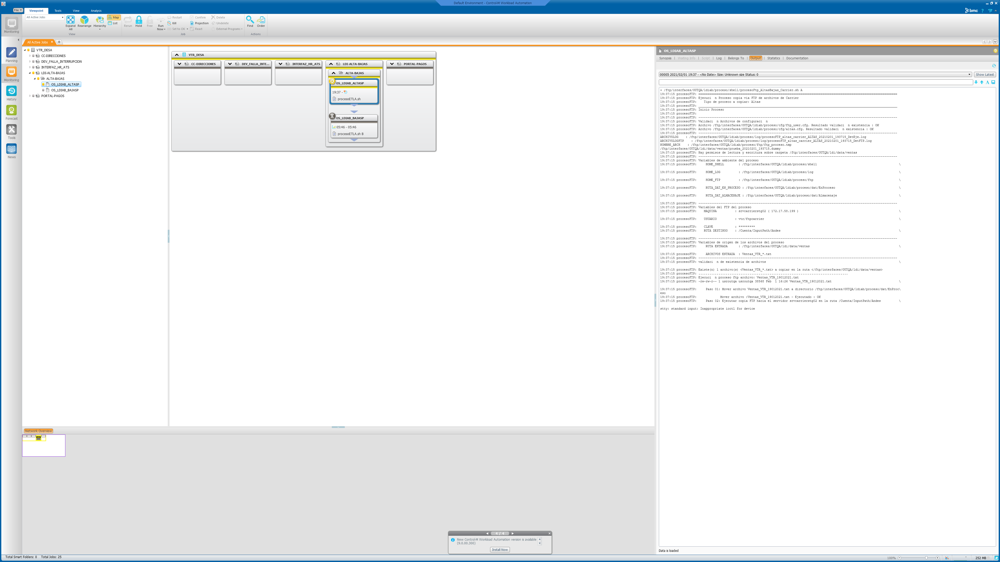 Default Environment - Control-M Workload Automation
File
Viewpoint
Tools
View
Analysis
bmc
?
Monitoring
All Active Jobs
Expand All
Rearrange
Hierarchy
Map
List
View
Rerun
Hold
Free
Run Now
Restart
Kill
Set to OK
Confirm
Projection
React
Delete
Undelete
External Programs
Job
Find
Order
Actions
All Active Jobs
Planning
Monitoring
History
Forecast
Tools
News
VTR_DESA
CC-DIRECCIONES
DEV_FALLA_INTERRUPCION
INTERFAZ_HR_ATS
LDI-ALTA-BAJAS
ALTA-BAJAS
OS_LDIAB_ALTASP
OS_LDIAB_BAJASP
PORTAL-PAGOS
VTR_DESA
CC-DIRECCIONES
DEV_FALLA_INTE...
INTERFAZ_HR_ATS
LDI-ALTA-BAJAS
PORTAL-PAGOS
ALTA-BAJAS
OS_LDIAB_ALTASP
19:37 -
procesoETLA.sh
OS_LDIAB_BAJASP
05:46 - 05:46
procesoETLA.sh B
OS_LDIAB_ALTASP
Synopsis | Waiting Info | Script | Log | Belongs To | Output | Statistics | Documentation
00005 2021/02/01 19:37 - <No Date> Size: Unknown size Status: 0
Show Latest
+ /ftp/interfaces/OUTQA/ldiab/proceso/shell/procesoFtp_AltasBajas_Carrier.sh A
19:37:15 procesoFTP: =============================================================================================================
19:37:15 procesoFTP: Ejecuci  n Proceso copia via FTP de archivos de Carrier
19:37:15 procesoFTP:    Tipo de proceco a copiar: Altas
19:37:15 procesoFTP: _____________________________________________________________________________________________________________
19:37:15 procesoFTP: Inicio Proceso
19:37:15 procesoFTP:
19:37:15 procesoFTP: -------------------------------------------------------------------------------------------------------------
19:37:15 procesoFTP: Validaci  n Archivos de configuraci  n
19:37:15 procesoFTP: Archivo /ftp/interfaces/OUTQA/ldiab/proceso/cfg/ftp_user.cfg. Resultado validaci  n existencia : OK
19:37:15 procesoFTP: Archivo /ftp/interfaces/OUTQA/ldiab/proceso/cfg/altas.cfg. Resultado validaci  n existencia : OK
19:37:15 procesoFTP: -------------------------------------------------------------------------------------------------------------
ARCHIVOLOG    : /ftp/interfaces/OUTQA/ldiab/proceso/log/procesoFTP_altas_carrier_ALTAS_20210201_193715_DetEje.log
ARCHIVOLOGFTP    : /ftp/interfaces/OUTQA/ldiab/proceso/log/procesoFTP_altas_carrier_ALTAS_20210201_193715_DetFTP.log
NOMBRE_ARCH    : /ftp/interfaces/OUTQA/ldiab/proceso/ftp/ftp_proceso.tmp
/ftp/interfaces/OUTQA/ldi/data/ventas/prueba_20210201_193715.dummy
19:37:15 procesoFTP: Hay permisos de lectura y escritura sobre carpeta /ftp/interfaces/OUTQA/ldi/data/ventas
19:37:15 procesoFTP: -------------------------------------------------------------------------------------------------------------
19:37:15 procesoFTP: Variables de ambiente del proceso
19:37:15 procesoFTP:     HOME_SHELL        : /ftp/interfaces/OUTQA/ldiab/proceso/shell \
19:37:15 procesoFTP:     HOME_LOG          : /ftp/interfaces/OUTQA/ldiab/proceso/log \
19:37:15 procesoFTP:     HOME_FTP          : /ftp/interfaces/OUTQA/ldiab/proceso/ftp \
19:37:15 procesoFTP:     RUTA_DAT_EN_PROCESO : /ftp/interfaces/OUTQA/ldiab/proceso/dat/EnProceso \
19:37:15 procesoFTP:     RUTA_DAT_ALMACENAJE : /ftp/interfaces/OUTQA/ldiab/proceso/dat/Almacenaje \
19:37:15 procesoFTP: -------------------------------------------------------------------------------------------------------------
19:37:15 procesoFTP: Variables del FTP del proceso
19:37:15 procesoFTP:    MAQUINA          : srvcarrierstg02 ( 172.17.58.199 ) \
19:37:15 procesoFTP:    USUARIO          : vtr/ftpcarrier \
19:37:15 procesoFTP:    CLAVE            : *********
19:37:15 procesoFTP:    RUTA DESTINOO    : /Cuenta/InputPath/Andes \
19:37:15 procesoFTP: -------------------------------------------------------------------------------------------------------------
19:37:15 procesoFTP: Variables de origen de los archivos del proceso
19:37:15 procesoFTP:     RUTA ENTRADA      : /ftp/interfaces/OUTQA/ldi/data/ventas \
19:37:15 procesoFTP:     ARCHIVOS ENTRADA  : Ventas_VTR_*.txt
19:37:15 procesoFTP: -------------------------------------------------------------------------------------------------------------
19:37:15 procesoFTP: validaci  n de existencia de archivos \
19:37:15 procesoFTP: Existe(n) 1 archivo(s) <Ventas_VTR_*.txt> a copiar en la ruta </ftp/interfaces/OUTQA/ldi/data/ventas>
19:37:15 procesoFTP: ..................................................................................
19:37:15 procesoFTP: Ejecuci  n proceso ftp archivo: Ventas_VTR_19012021.txt
19:37:15 procesoFTP: -rw-rw-r-- 1 usroutqa usroutqa 38568 Feb  1 16:26 Ventas_VTR_19012021.txt \
19:37:15 procesoFTP:     Paso 01: Mover archivo Ventas_VTR_19012021.txt a directorio /ftp/interfaces/OUTQA/ldiab/proceso/dat/EnProc\
eso
19:37:15 procesoFTP:             Mover archivo :Ventas_VTR_19012021.txt - Ejecutado : OK
19:37:15 procesoFTP:     Paso 02: Ejecutar copia FTP hacia el servidor srvcarrierstg02 en la ruta /Cuenta/InputPath/Andes \
stty: standard input: Inappropriate ioctl for device
Data is loaded
Network Overview
4 / 4
New Control-M Workload Automation version is available
(9.0.00.300)
Install Now
Total Smart Folders: 0   Total Jobs: 25
100%
252 MB